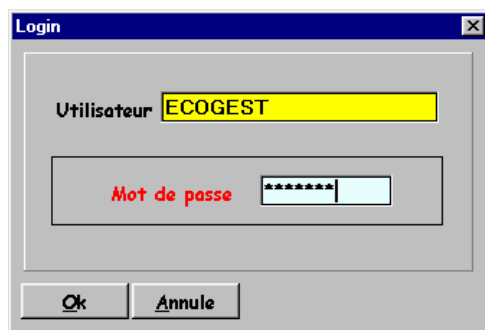 Login
Utilisateur ECOGEST
Mot de passe *******
Ok Annule